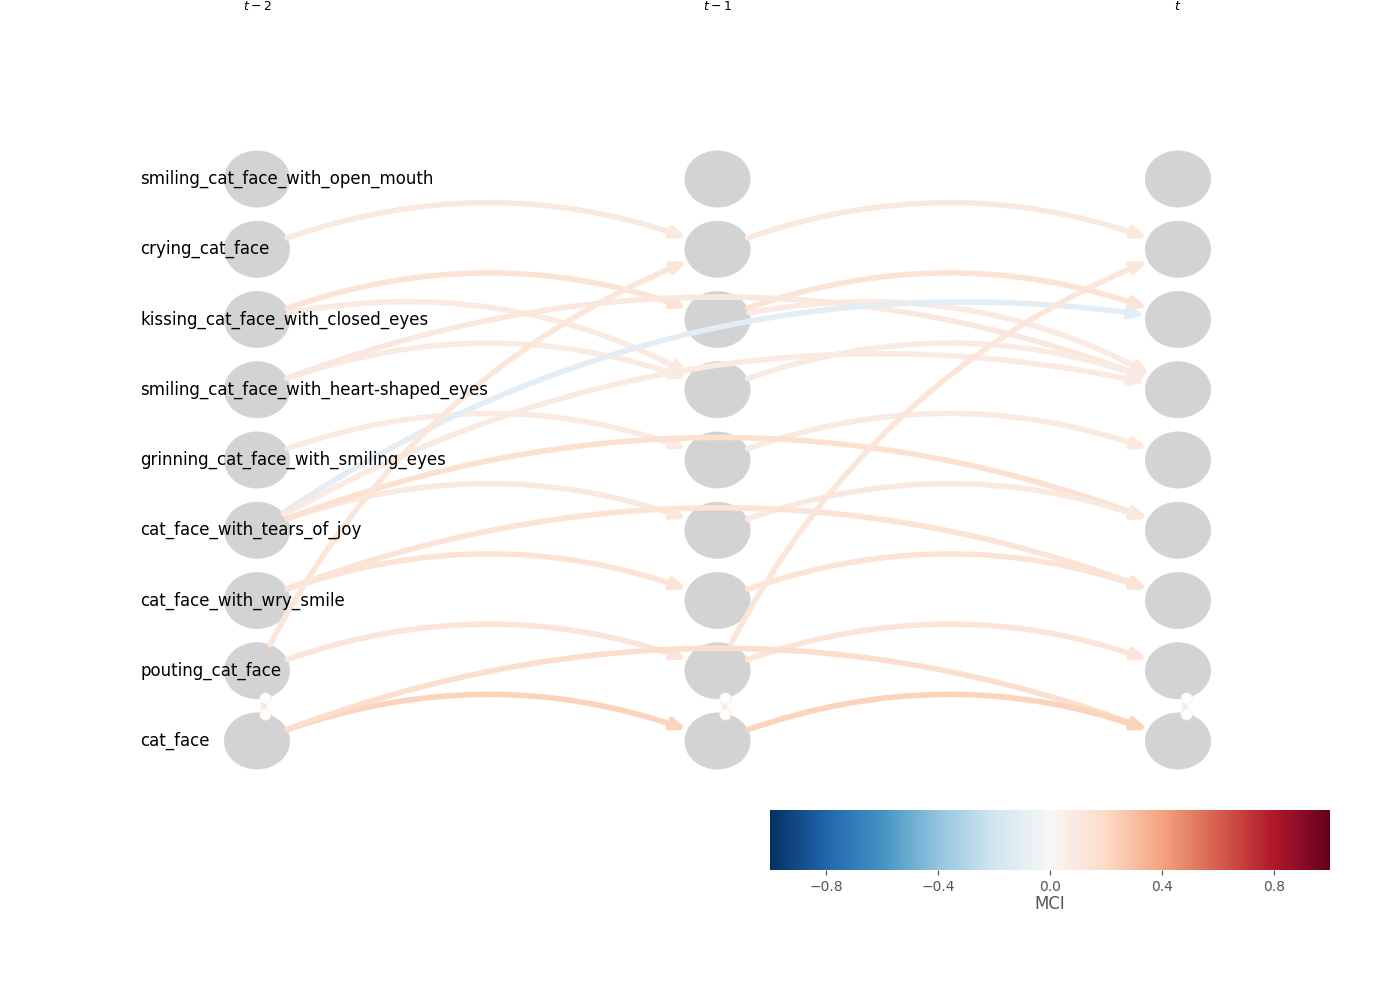 t − 2 t − 1 t
smiling_cat_face_with_open_mouth
crying_cat_face
kissing_cat_face_with_closed_eyes
smiling_cat_face_with_heart-shaped_eyes
grinning_cat_face_with_smiling_eyes
cat_face_with_tears_of_joy
cat_face_with_wry_smile
pouting_cat_face
cat_face
−0.8 −0.4 0.0 0.4 0.8
MCI